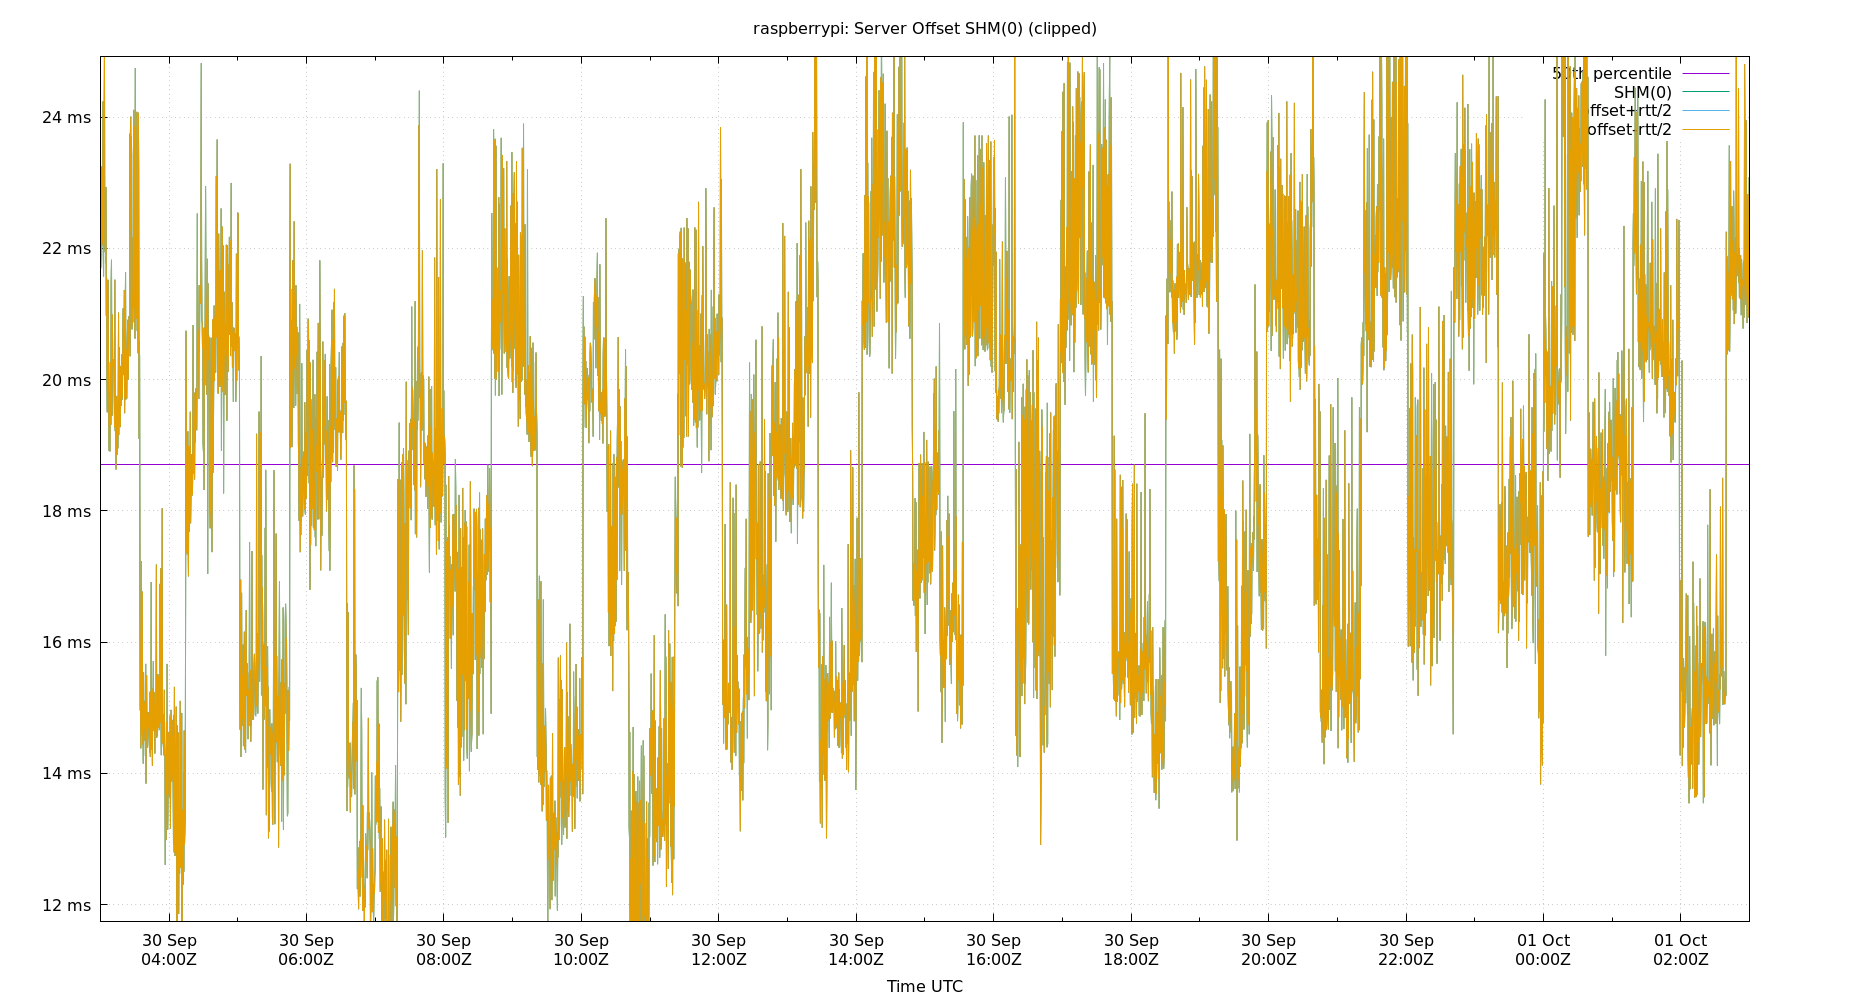 raspberrypi: Server Offset SHM(0) (clipped)
50th percentile
SHM(0)
offset+rtt/2
offset-rtt/2
24 ms
22 ms
20 ms
18 ms
16 ms
14 ms
12 ms
30 Sep 30 Sep 30 Sep 30 Sep 30 Sep 30 Sep 30 Sep 30 Sep 30 Sep 30 Sep 01 Oct 01 Oct
04:00Z 06:00Z 08:00Z 10:00Z 12:00Z 14:00Z 16:00Z 18:00Z 20:00Z 22:00Z 00:00Z 02:00Z
Time UTC